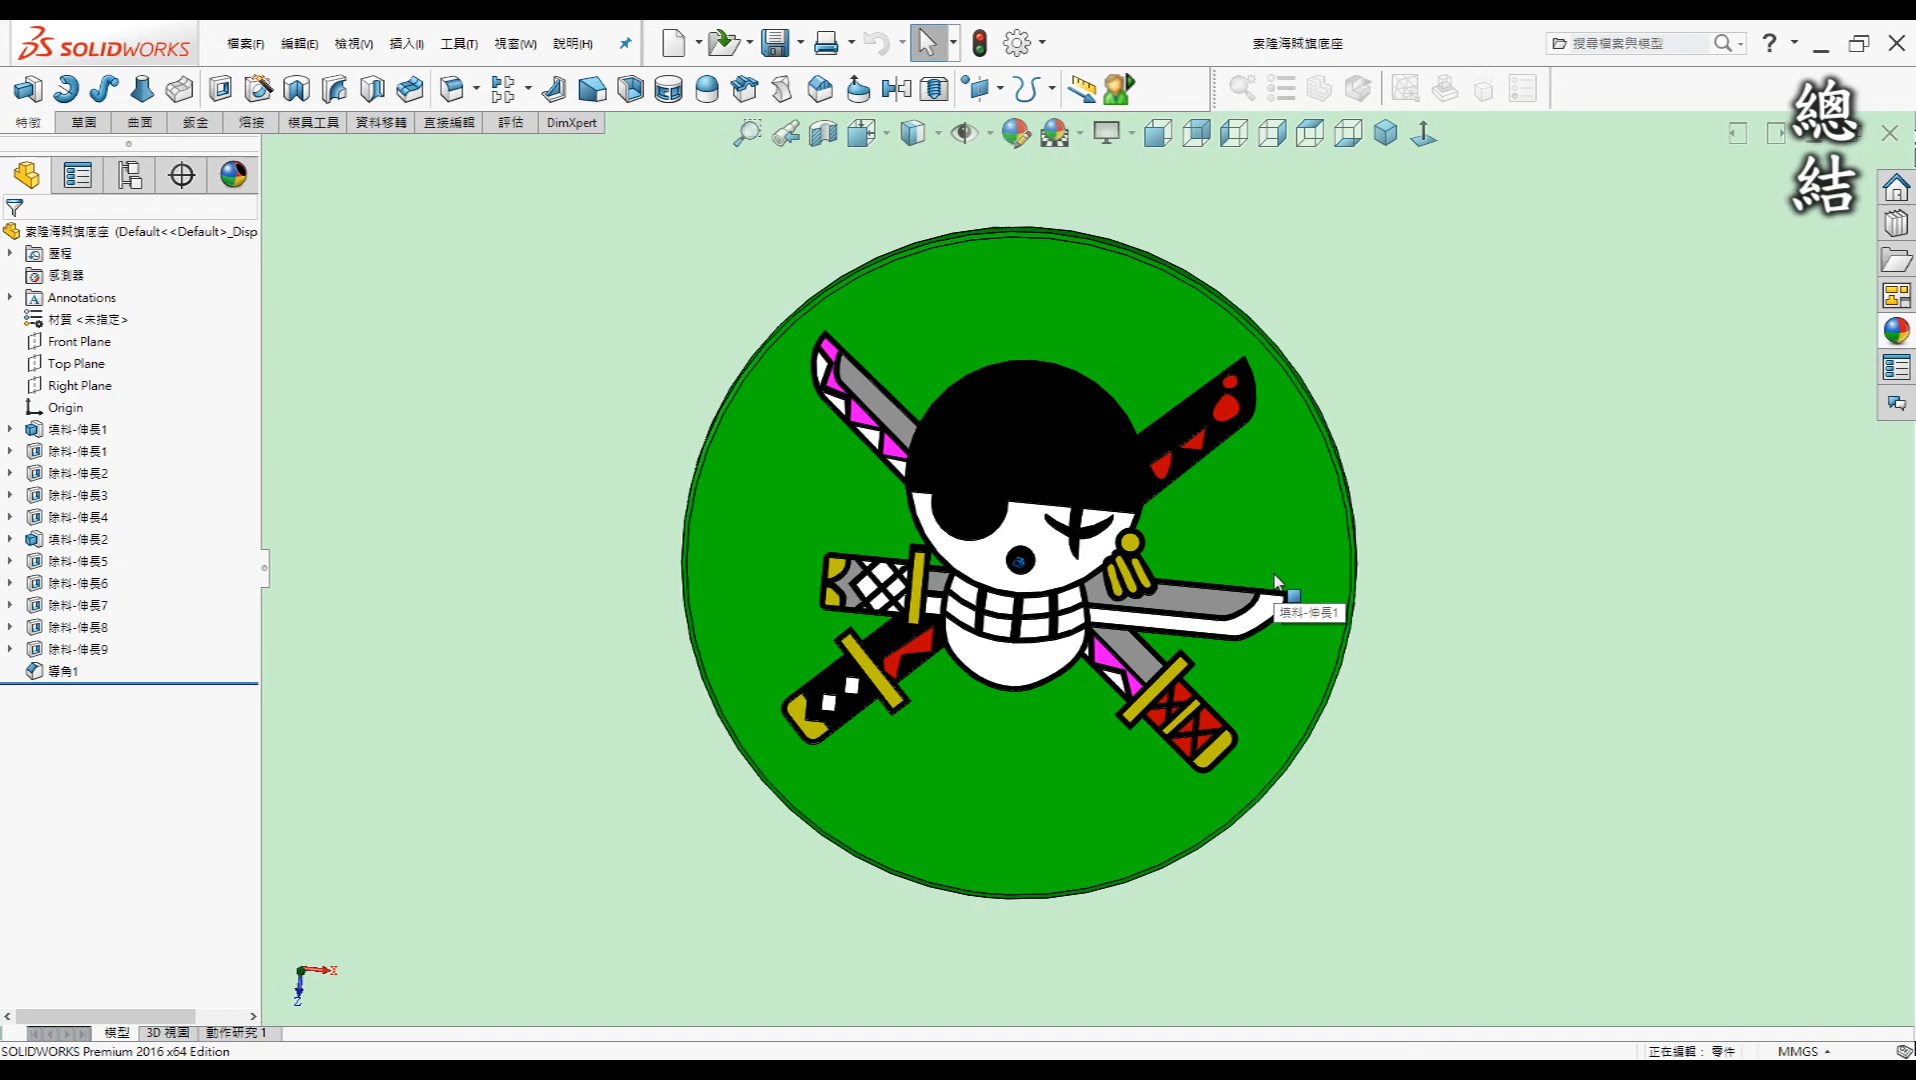 SOLIDWORKS
檔案(F) 編輯(E) 檢視(V) 插入(I) 工具(T) 視窗(W) 說明(H)
索隆海賊旗底座
搜尋檔案與模型
?
特徵 草圖 曲面 鈑金 熔接 模具工具 資料移轉 直接編輯 評估 DimXpert
總
結
索隆海賊旗底座 (Default<<Default>_Disp
歷程
感測器
A Annotations
材質 <未指定>
Front Plane
Top Plane
Right Plane
Origin
填料-伸長1
除料-伸長1
除料-伸長2
除料-伸長3
除料-伸長4
填料-伸長2
除料-伸長5
除料-伸長6
除料-伸長7
除料-伸長8
除料-伸長9
導角1
填料-伸長1
X
Z
模型 3D 視圖 動作研究 1
SOLIDWORKS Premium 2016 x64 Edition
正在編輯： 零件
MMGS